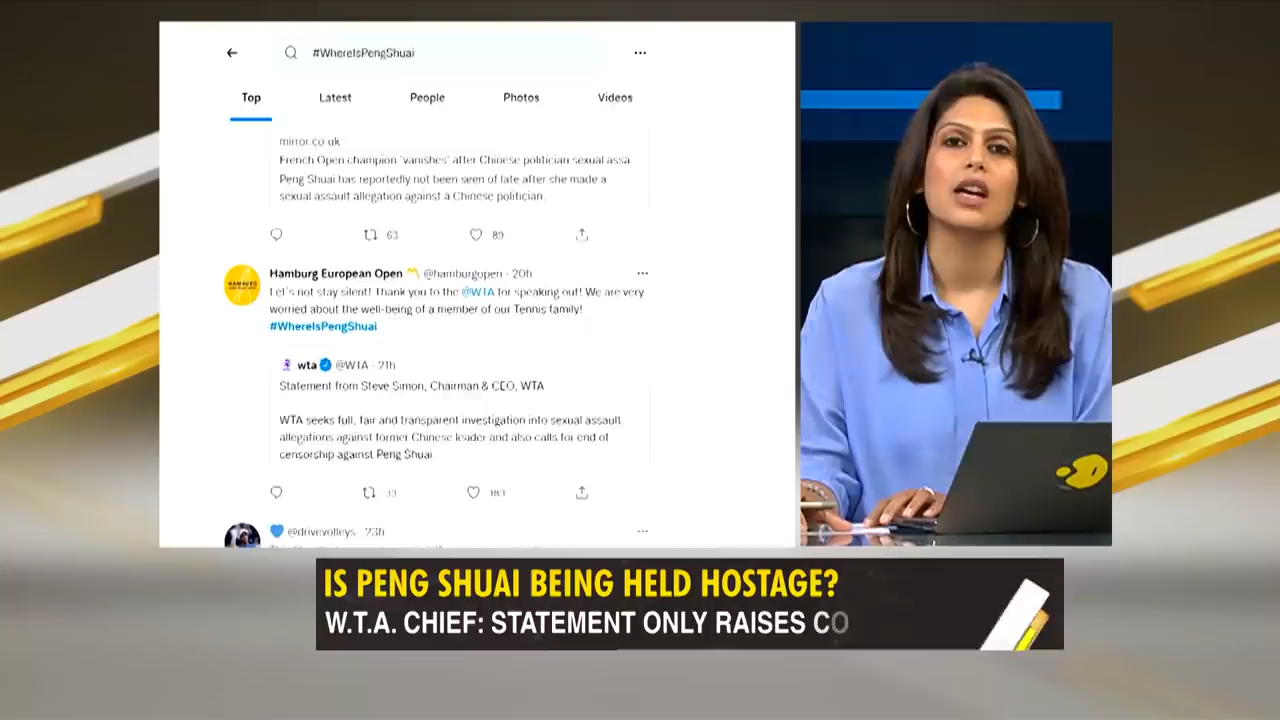 #WhereIsPengShuai
Top Latest People Photos Videos
mirror.co.uk
French Open champion 'vanishes' after Chinese politician sexual assa
Peng Shuai has reportedly not been seen of late after she made a
sexual assault allegation against a Chinese politician.
63 89
Hamburg European Open @hamburgopen · 20h
Let's not stay silent! Thank you to the @WTA for speaking out! We are very
worried about the well-being of a member of our Tennis family!
#WhereIsPengShuai
wta @WTA · 21h
Statement from Steve Simon, Chairman & CEO, WTA
WTA seeks full, fair and transparent investigation into sexual assault
allegations against former Chinese leader and also calls for end of
censorship against Peng Shuai.
33
@drivevolleys · 23h
IS PENG SHUAI BEING HELD HOSTAGE?
W.T.A. CHIEF: STATEMENT ONLY RAISES CO